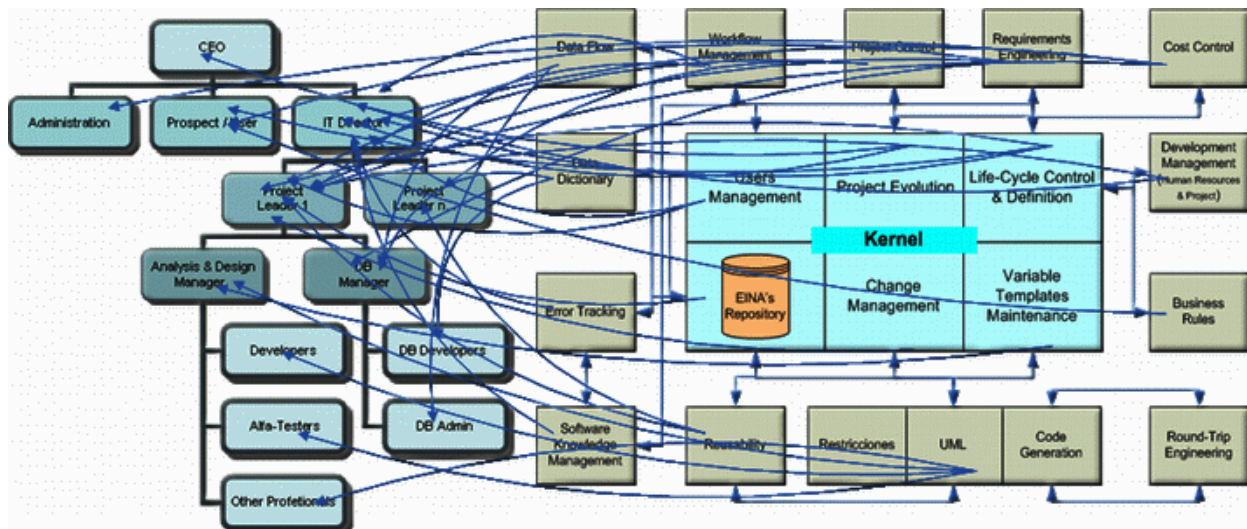 CEO
Administration
Prospect / User
IT Director
Project
Leader 1
Project
Leader n
Analysis & Design
Manager
DB
Manager
Developers
DB Developers
Alfa-Testers
DB Admin
Other Profetionals
Data Flow
Workflow
Management
Project Control
Requirements
Engineering
Cost Control
Data
Dictionary
Users
Management
Project Evolution
Life-Cycle Control
& Definition
Development
Management
(Human Resources
& Project)
Kernel
Error Tracking
EINA's
Repository
Change
Management
Variable
Templates
Maintenance
Business
Rules
Software
Knowledge
Management
Reusability
Restricciones
UML
Code
Generation
Round-Trip
Engineering